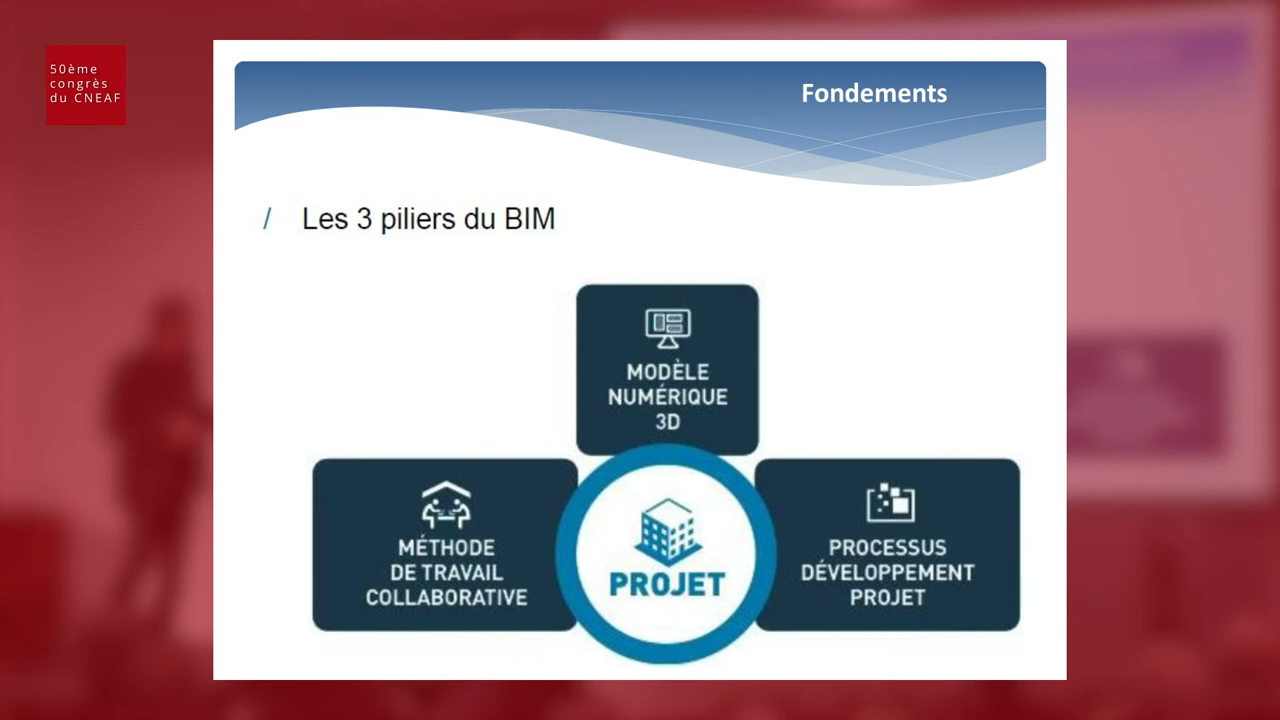 50ème
congrès
du CNEAF
Fondements
/ Les 3 piliers du BIM
MODÈLE
NUMÉRIQUE
3D
MÉTHODE
DE TRAVAIL
COLLABORATIVE
PROJET
PROCESSUS
DÉVELOPPEMENT
PROJET